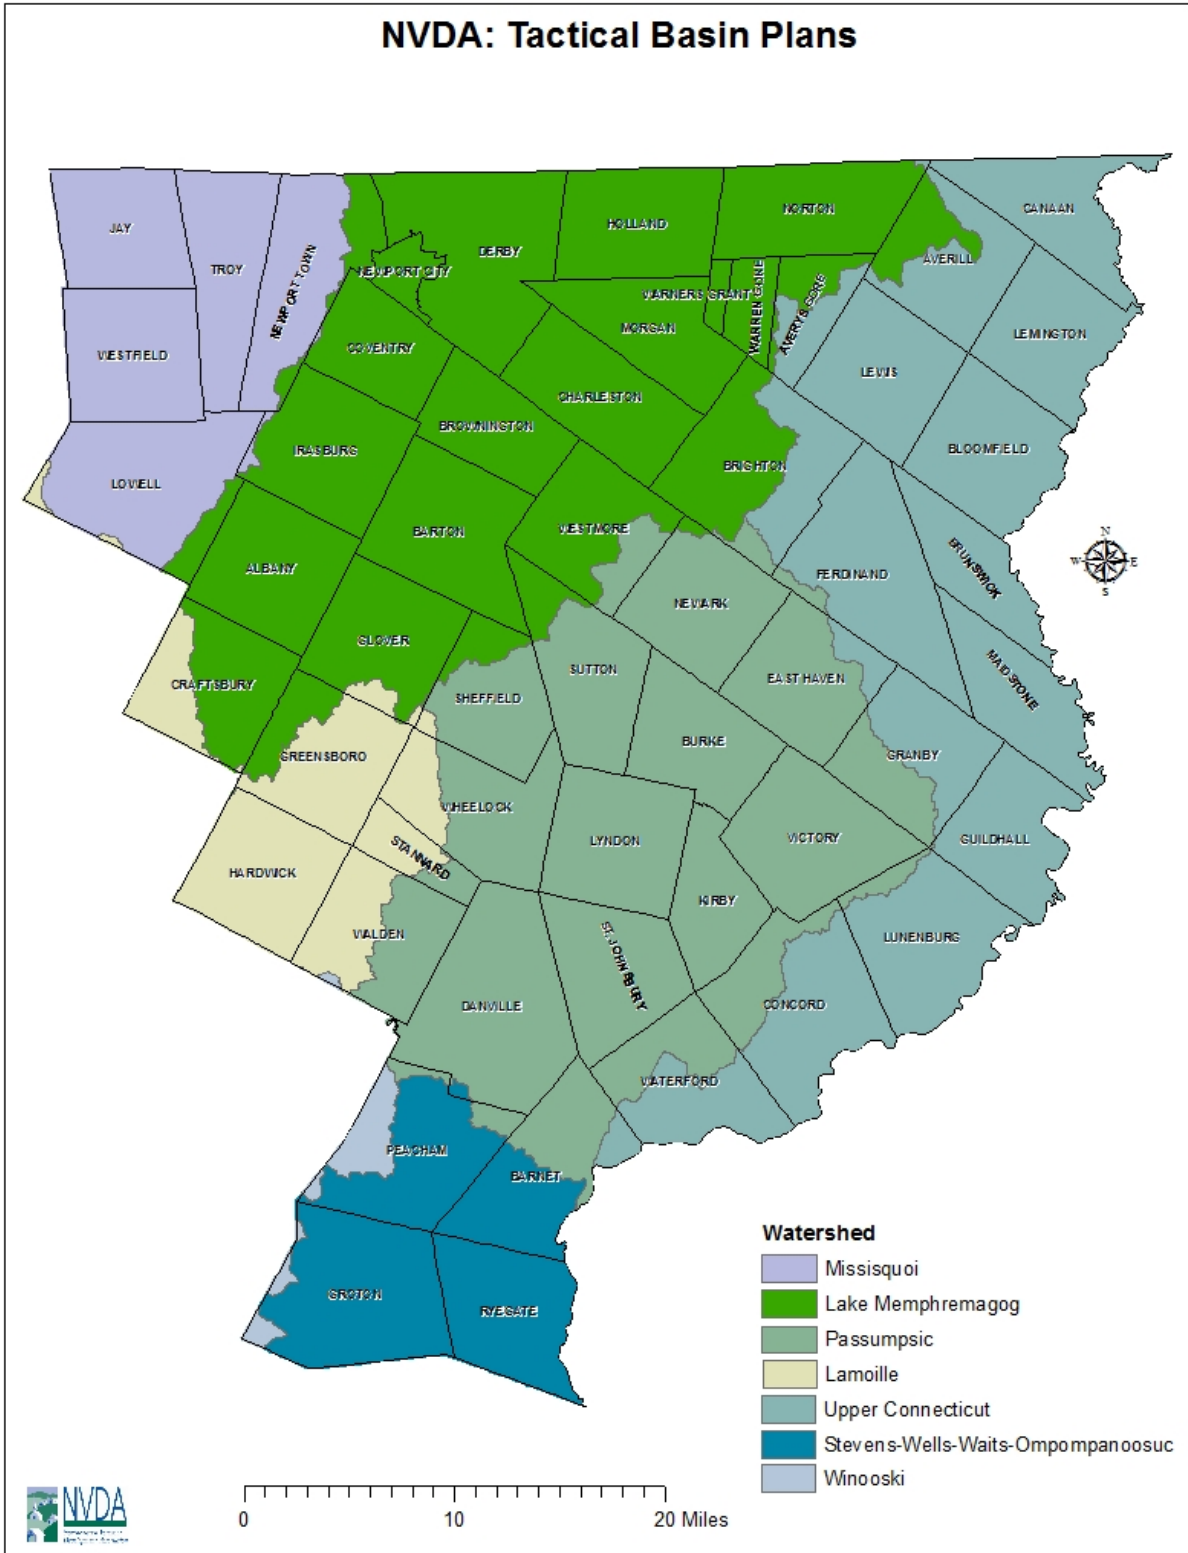 NVDA: Tactical Basin Plans
CANAAN
NORTON
HOLLAND
JAY
DERBY
AVERILL
TROY
NEWPORT CITY
NEWPORT TOWN
WARNERS GRANT
WARREN GORE
AVERYS GORE
MORGAN
LEMINGTON
COVENTRY
WESTFIELD
LEWIS
CHARLESTON
BROWNINGTON
IRASBURG
BLOOMFIELD
BRIGHTON
LOWELL
BARTON
WESTMORE
N
W
E
S
ALBANY
FERDINAND
BRUNSWICK
NEWARK
GLOVER
SUTTON
EAST HAVEN
MAIDSTONE
CRAFTSBURY
SHEFFIELD
BURKE
GREENSBORO
GRANBY
WHEELOCK
LYNDON
VICTORY
GUILDHALL
STANNARD
HARDWICK
KIRBY
WALDEN
LUNENBURG
ST. JOHNSBURY
DANVILLE
CONCORD
WATERFORD
PEACHAM
BARNET
GROTON
RYEGATE
Watershed
Missisquoi
Lake Memphremagog
Passumpsic
Lamoille
Upper Connecticut
Stevens-Wells-Waits-Ompompanoosuc
Winooski
NVDA
0 10 20 Miles